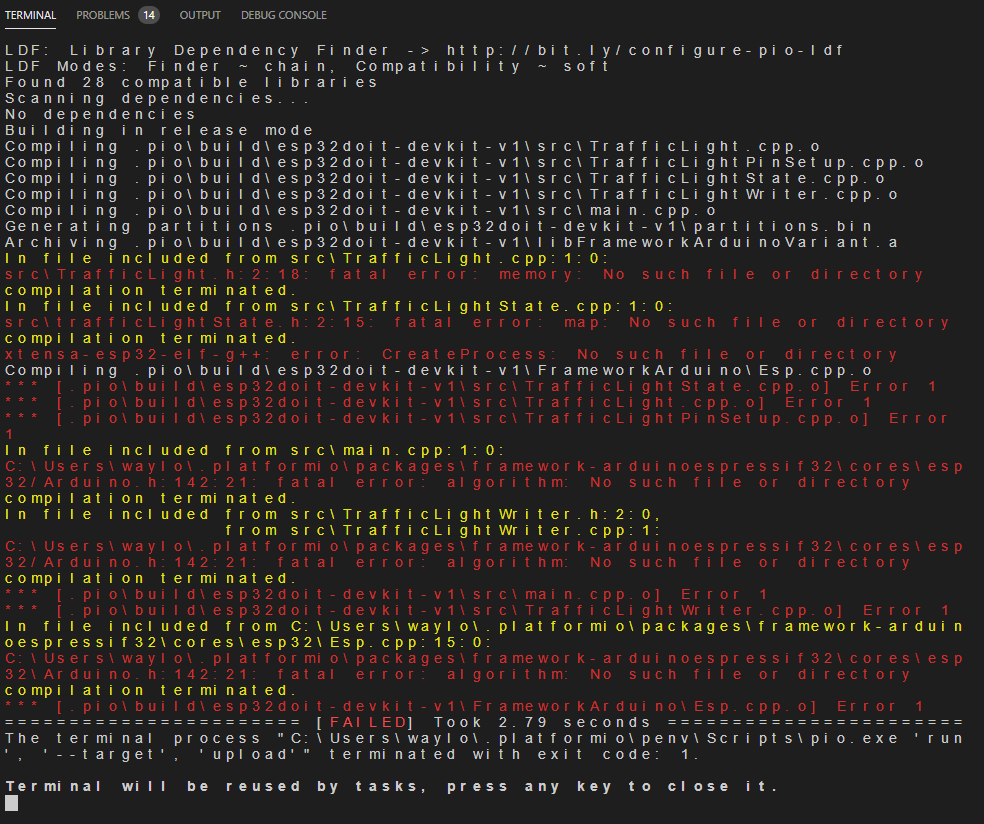 TERMINAL PROBLEMS 14 OUTPUT DEBUG CONSOLE
LDF: Library Dependency Finder -> http://bit.ly/configure-pio-ldf
LDF Modes: Finder ~ chain, Compatibility ~ soft
Found 28 compatible libraries
Scanning dependencies...
No dependencies
Building in release mode
Compiling .pio\build\esp32doit-devkit-v1\src\TrafficLight.cpp.o
Compiling .pio\build\esp32doit-devkit-v1\src\TrafficLightPinSetup.cpp.o
Compiling .pio\build\esp32doit-devkit-v1\src\TrafficLightState.cpp.o
Compiling .pio\build\esp32doit-devkit-v1\src\TrafficLightWriter.cpp.o
Compiling .pio\build\esp32doit-devkit-v1\src\main.cpp.o
Generating partitions .pio\build\esp32doit-devkit-v1\partitions.bin
Archiving .pio\build\esp32doit-devkit-v1\libFrameworkArduinoVariant.a
In file included from src\TrafficLight.cpp:1:0:
src\TrafficLight.h:2:18: fatal error: memory: No such file or directory
compilation terminated.
In file included from src\TrafficLightState.cpp:1:0:
src\trafficLightState.h:2:15: fatal error: map: No such file or directory
compilation terminated.
xtensa-esp32-elf-g++: error: CreateProcess: No such file or directory
Compiling .pio\build\esp32doit-devkit-v1\FrameworkArduino\Esp.cpp.o
*** [.pio\build\esp32doit-devkit-v1\src\TrafficLightState.cpp.o] Error 1
*** [.pio\build\esp32doit-devkit-v1\src\TrafficLight.cpp.o] Error 1
*** [.pio\build\esp32doit-devkit-v1\src\TrafficLightPinSetup.cpp.o] Error
1
In file included from src\main.cpp:1:0:
C:\Users\waylo\.platformio\packages\framework-arduinoespressif32\cores\esp
32/Arduino.h:142:21: fatal error: algorithm: No such file or directory
compilation terminated.
In file included from src\TrafficLightWriter.h:2:0,
from src\TrafficLightWriter.cpp:1:
C:\Users\waylo\.platformio\packages\framework-arduinoespressif32\cores\esp
32/Arduino.h:142:21: fatal error: algorithm: No such file or directory
compilation terminated.
*** [.pio\build\esp32doit-devkit-v1\src\main.cpp.o] Error 1
*** [.pio\build\esp32doit-devkit-v1\src\TrafficLightWriter.cpp.o] Error 1
In file included from C:\Users\waylo\.platformio\packages\framework-arduin
oespressif32\cores\esp32\Esp.cpp:15:0:
C:\Users\waylo\.platformio\packages\framework-arduinoespressif32\cores\esp
32\Arduino.h:142:21: fatal error: algorithm: No such file or directory
compilation terminated.
*** [.pio\build\esp32doit-devkit-v1\FrameworkArduino\Esp.cpp.o] Error 1
======================= [FAILED] Took 2.79 seconds =======================
The terminal process "C:\Users\waylo\.platformio\penv\Scripts\pio.exe 'run
', '--target', 'upload'" terminated with exit code: 1.
Terminal will be reused by tasks, press any key to close it.